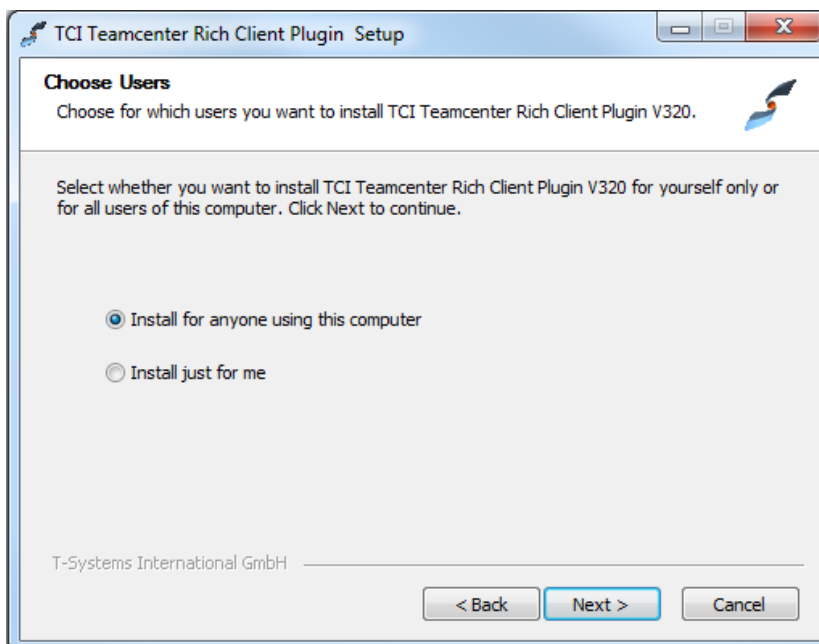 TCI Teamcenter Rich Client Plugin  Setup
Choose Users
Choose for which users you want to install TCI Teamcenter Rich Client Plugin V320.
Select whether you want to install TCI Teamcenter Rich Client Plugin V320 for yourself only or
for all users of this computer. Click Next to continue.
Install for anyone using this computer
Install just for me
T-Systems International GmbH
< Back
Next >
Cancel